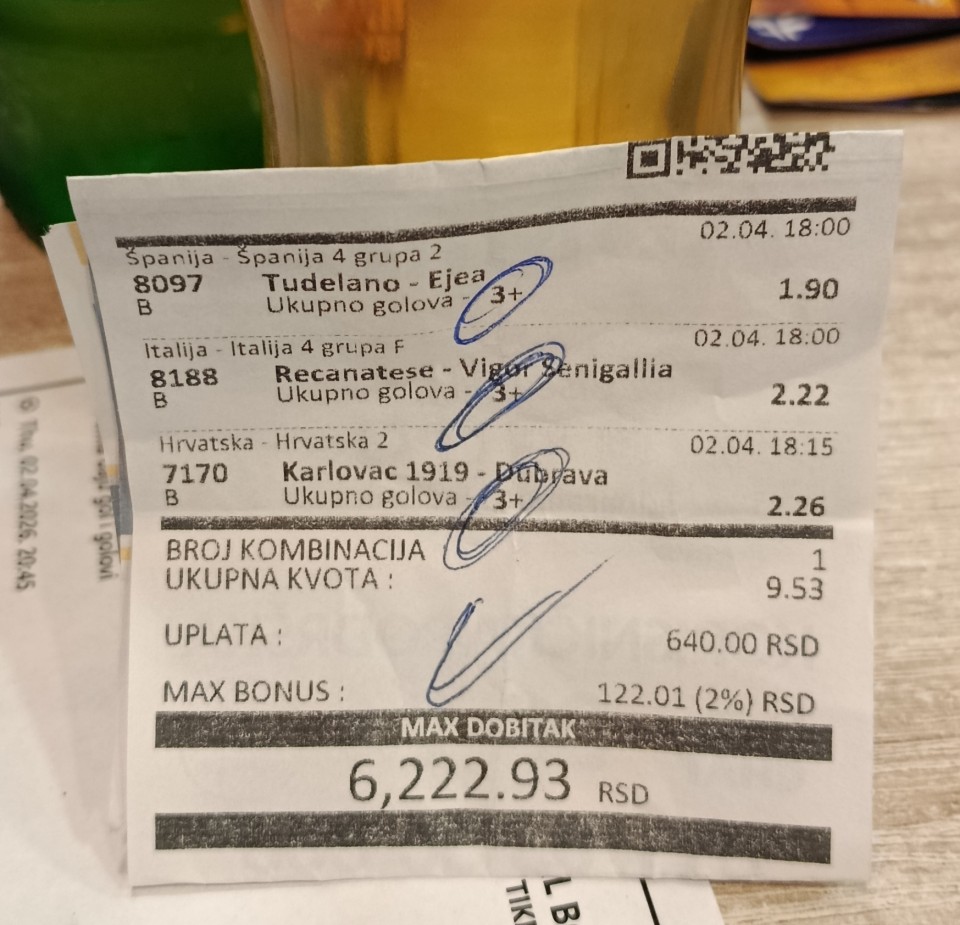 02.04. 18:00
Španija - Španija 4 grupa 2
8097 Tudelano - Ejea
B Ukupno golova - 3+ 1.90
02.04. 18:00
Italija - Italija 4 grupa F
8188 Recanatese - Vigor Senigallia
B Ukupno golova - 3+ 2.22
Hrvatska - Hrvatska 2 02.04. 18:15
7170 Karlovac 1919 - Dubrava
B Ukupno golova - 3+ 2.26
BROJ KOMBINACIJA 1
UKUPNA KVOTA : 9.53
UPLATA : 640.00 RSD
MAX BONUS : 122.01 (2%) RSD
MAX DOBITAK
6,222.93 RSD
® Thu, 02.04.2026, 20:45
gol i golovi
L B
TIK